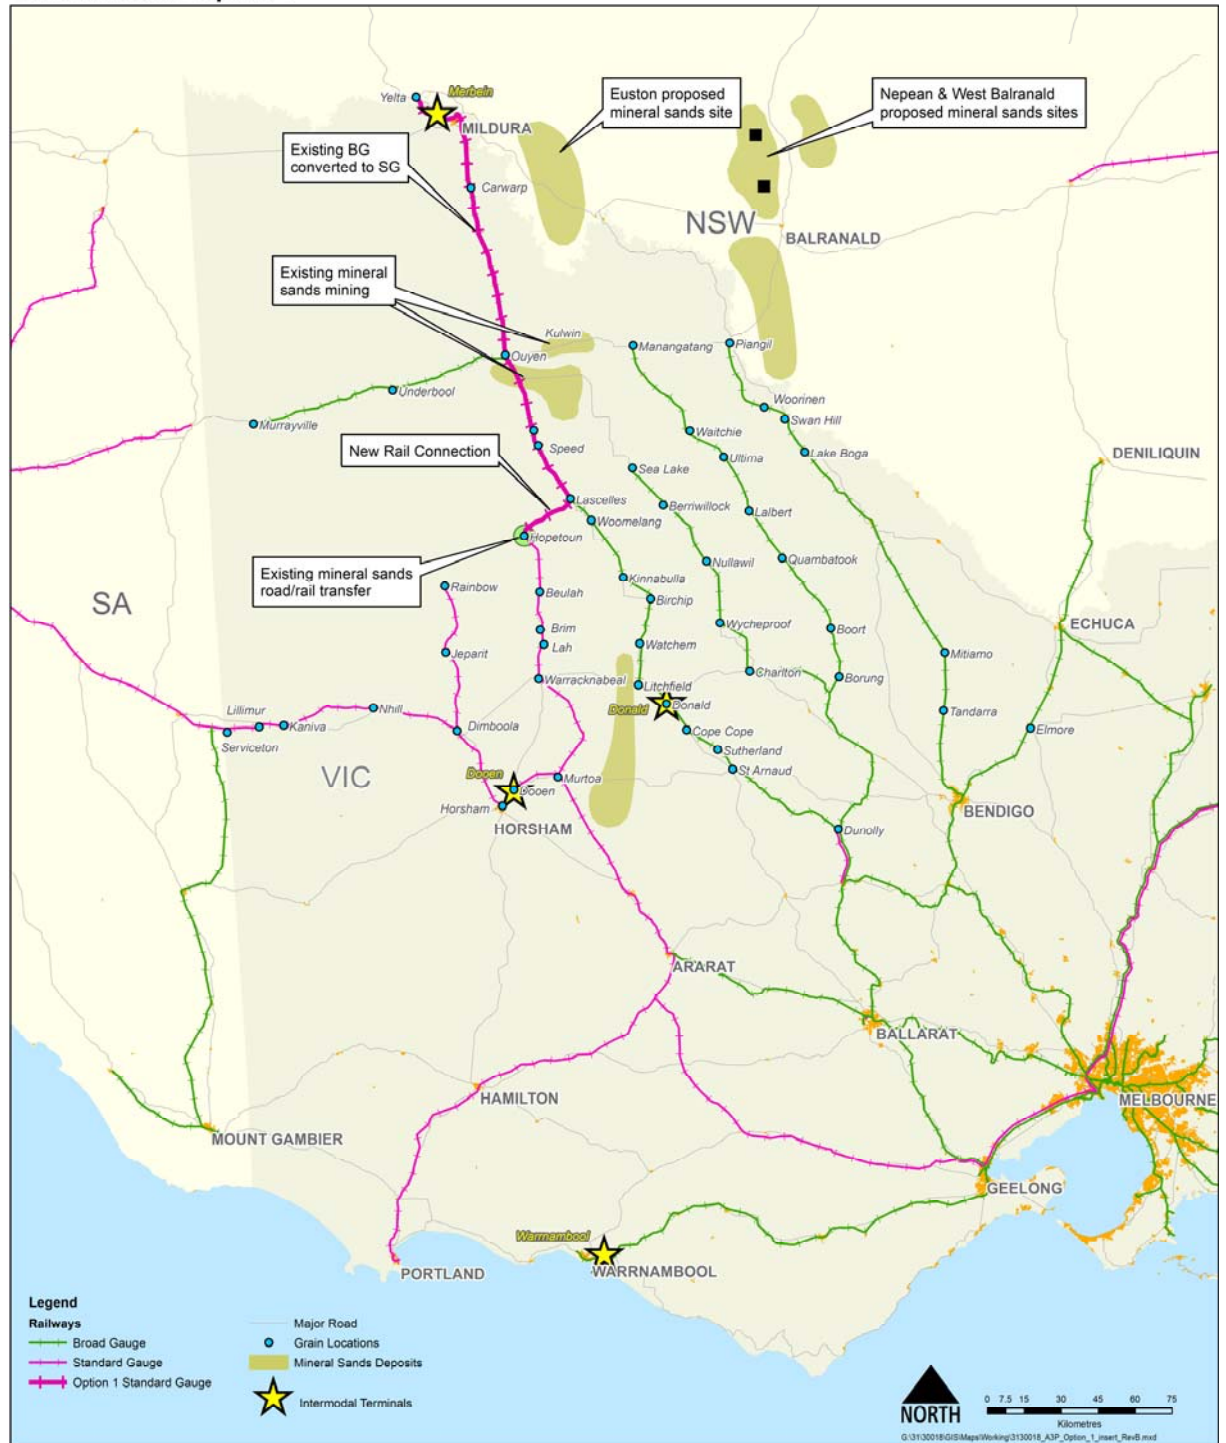 Yelta
Merbein
MILDURA
Euston proposed
mineral sands site
Nepean & West Balranald
proposed mineral sands sites
Existing BG
converted to SG
Carwarp
NSW
BALRANALD
Existing mineral
sands mining
Kulwin
Ouyen
Manangatang
Piangil
Underbool
Woorinen
Swan Hill
Murrayville
Waitchie
New Rail Connection
Speed
Ultima
Lake Boga
DENILIQUIN
Sea Lake
Lascelles
Berriwillock
Lalbert
Woomelang
Hopetoun
Existing mineral sands
road/rail transfer
Nullawil
Quambatook
SA
Rainbow
Beulah
Kinnabulla
Birchip
Brim
Wycheproof
Boort
ECHUCA
Jeparit
Lah
Watchem
Mitiamo
Warracknabeal
Litchfield
Charlton
Borung
Lillimur
Nhill
Donald
Donald
Tandarra
Kaniva
Dimboola
Cope Cope
Elmore
Serviceton
Sutherland
VIC
Dooen
Murtoa
St Arnaud
Dooen
Horsham
HORSHAM
BENDIGO
Dunolly
ARARAT
BALLARAT
HAMILTON
MELBOURNE
MOUNT GAMBIER
GEELONG
Warrnambool
PORTLAND
WARRNAMBOOL
Legend
Railways
Broad Gauge
Standard Gauge
Option 1 Standard Gauge
Major Road
Grain Locations
Mineral Sands Deposits
Intermodal Terminals
NORTH
0 7.5 15 30 45 60 75
Kilometres
G:\31\30018\GIS\Maps\Working\3130018_A3P_Option_1_insert_RevB.mxd